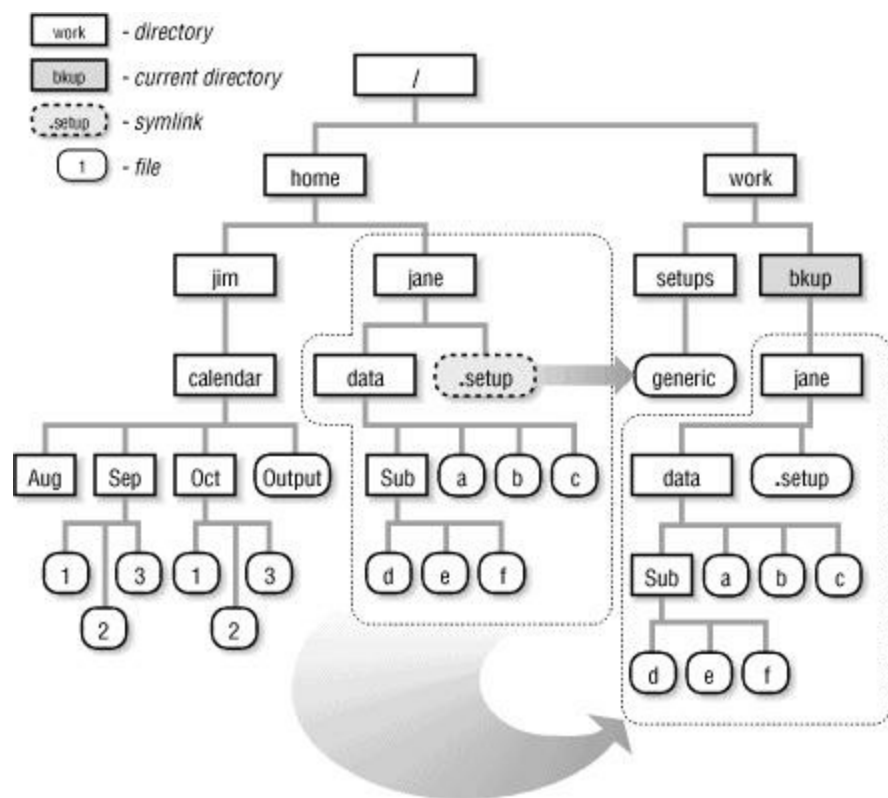 work - directory
bkup - current directory
.setup - symlink
1 - file
/
home work
jim jane setups bkup
calendar data .setup generic jane
Aug Sep Oct Output Sub a b c data .setup
1 3 1 3 d e f Sub a b c
2 2
d e f